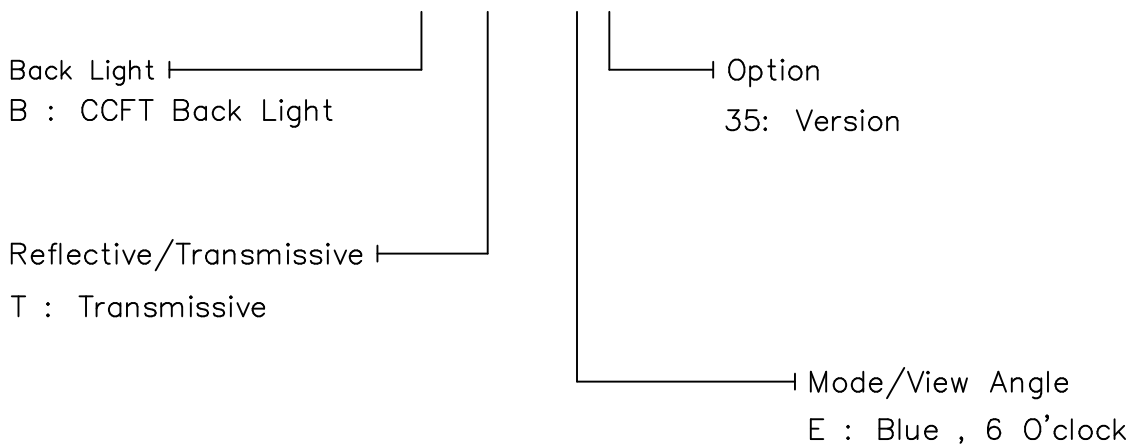 Back Light
B : CCFT Back Light
Option
35: Version
Reflective/Transmissive
T : Transmissive
Mode/View Angle
E : Blue , 6 O'clock